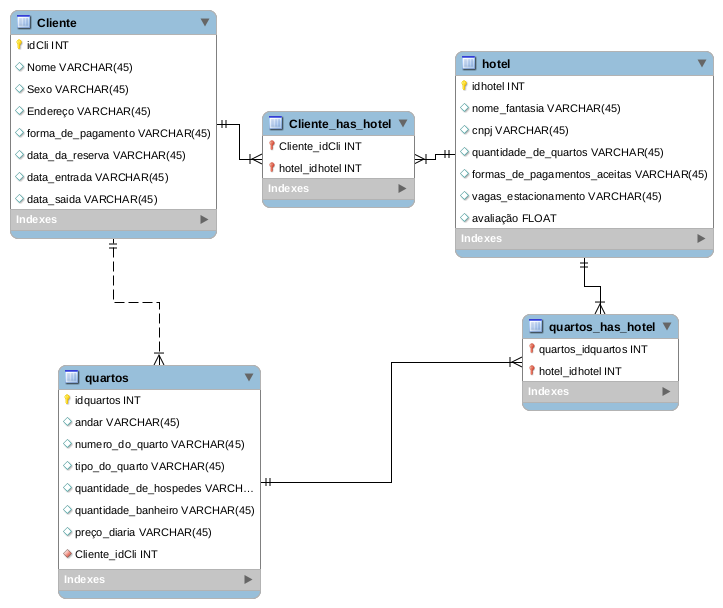 Cliente
idCli INT
Nome VARCHAR(45)
Sexo VARCHAR(45)
Endereço VARCHAR(45)
forma_de_pagamento VARCHAR(45)
data_da_reserva VARCHAR(45)
data_entrada VARCHAR(45)
data_saida VARCHAR(45)
Indexes
Cliente_has_hotel
Cliente_idCli INT
hotel_idhotel INT
Indexes
hotel
idhotel INT
nome_fantasia VARCHAR(45)
cnpj VARCHAR(45)
quantidade_de_quartos VARCHAR(45)
formas_de_pagamentos_aceitas VARCHAR(45)
vagas_estacionamento VARCHAR(45)
avaliação FLOAT
Indexes
quartos_has_hotel
quartos_idquartos INT
hotel_idhotel INT
Indexes
quartos
idquartos INT
andar VARCHAR(45)
numero_do_quarto VARCHAR(45)
tipo_do_quarto VARCHAR(45)
quantidade_de_hospedes VARCH...
quantidade_banheiro VARCHAR(45)
preço_diaria VARCHAR(45)
Cliente_idCli INT
Indexes